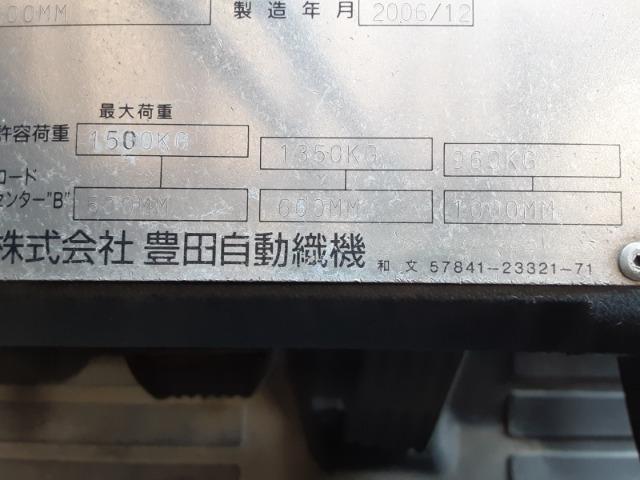 00MM 製造年月 2006/12
最大荷重
許容荷重 1500KG 1350KG 960KG
ロード
センター"B" 500MM 600MM 1000MM
株式会社 豊田自動織機 和文 57841-23321-71